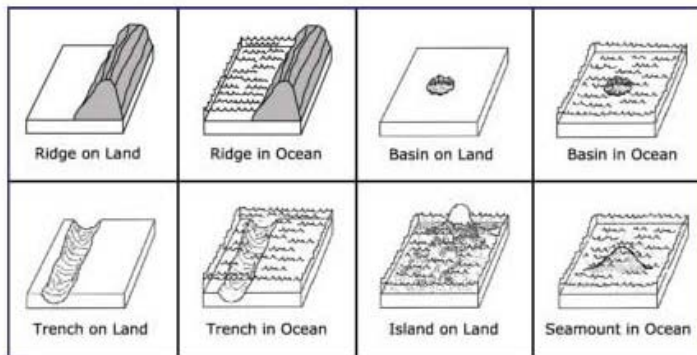 Ridge on Land
Ridge in Ocean
Basin on Land
Basin in Ocean
Trench on Land
Trench in Ocean
Island on Land
Seamount in Ocean